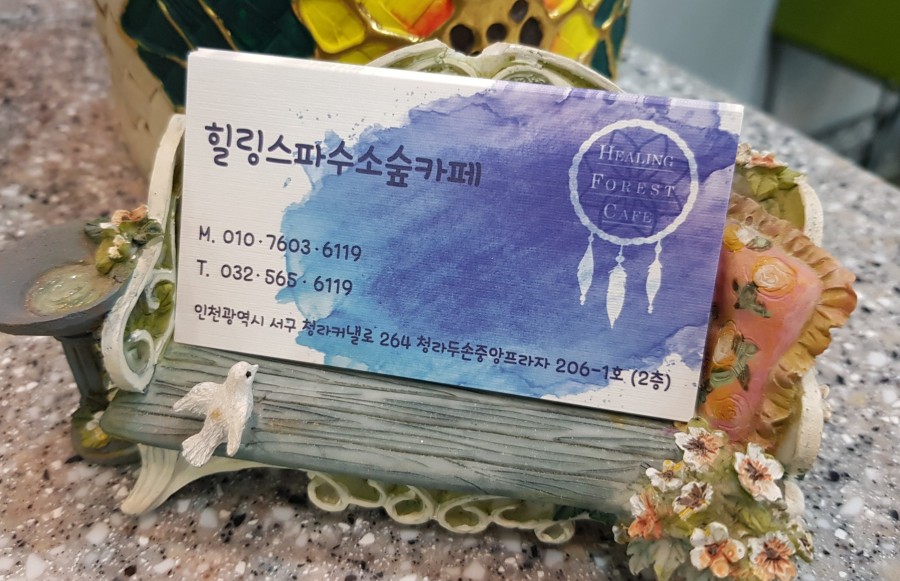 힐링스파수소숲카페
HEALING
FOREST
CAFE
M. 010·7603·6119
T. 032·565·6119
인천광역시 서구 청라커낼로 264 청라두손중앙프라자 206-1호 (2층)